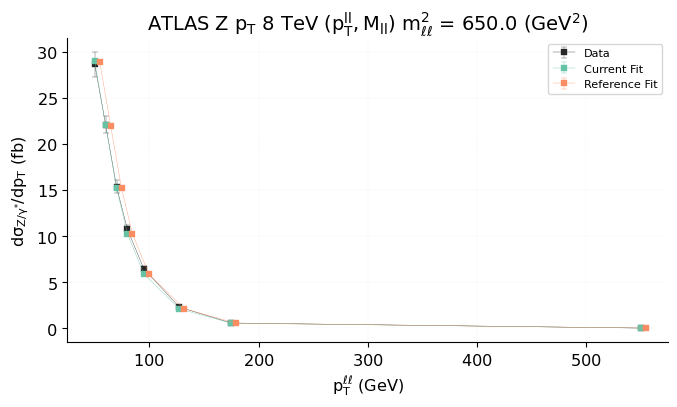 ATLAS Z p_T 8 TeV (p_T^ll, M_ll) m_ℓℓ^2 = 650.0 (GeV^2)
Data
Current Fit
Reference Fit
dσ_Z/γ*/dp_T (fb)
30
25
20
15
10
5
0
100 200 300 400 500
p_T^ℓℓ (GeV)